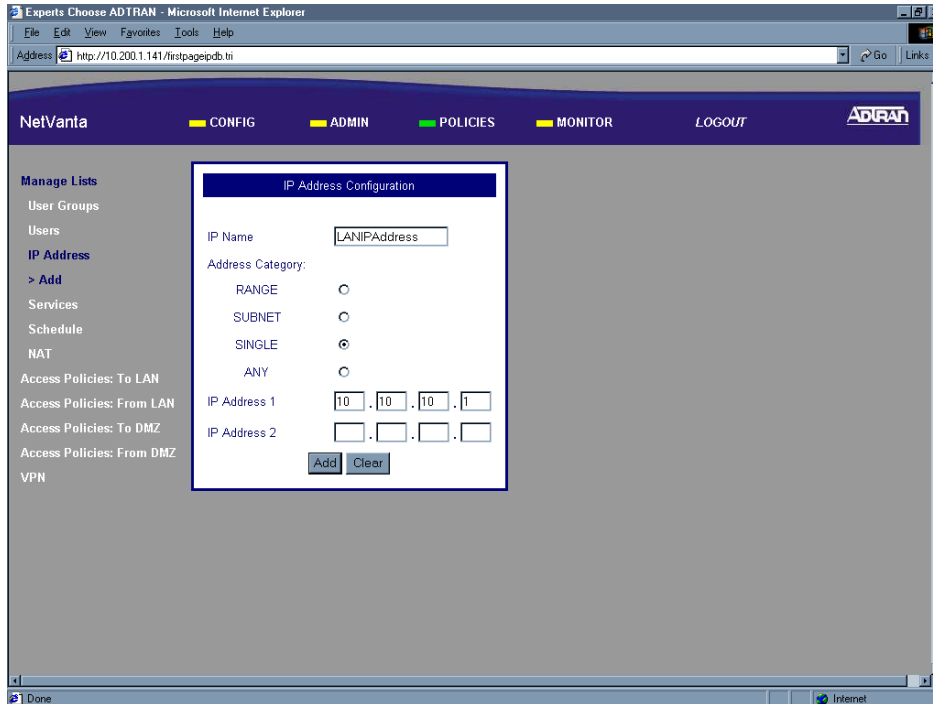 Experts Choose ADTRAN - Microsoft Internet Explorer
File Edit View Favorites Tools Help
Address http://10.200.1.141/firstpageipdb.tri Go Links
NetVanta CONFIG ADMIN POLICIES MONITOR LOGOUT ADTRAN
Manage Lists
User Groups
Users
IP Address
> Add
Services
Schedule
NAT
Access Policies: To LAN
Access Policies: From LAN
Access Policies: To DMZ
Access Policies: From DMZ
VPN
IP Address Configuration
IP Name LANIPAddress
Address Category:
RANGE
SUBNET
SINGLE
ANY
IP Address 1 10 . 10 . 10 . 1
IP Address 2 . . .
Add Clear
Done Internet